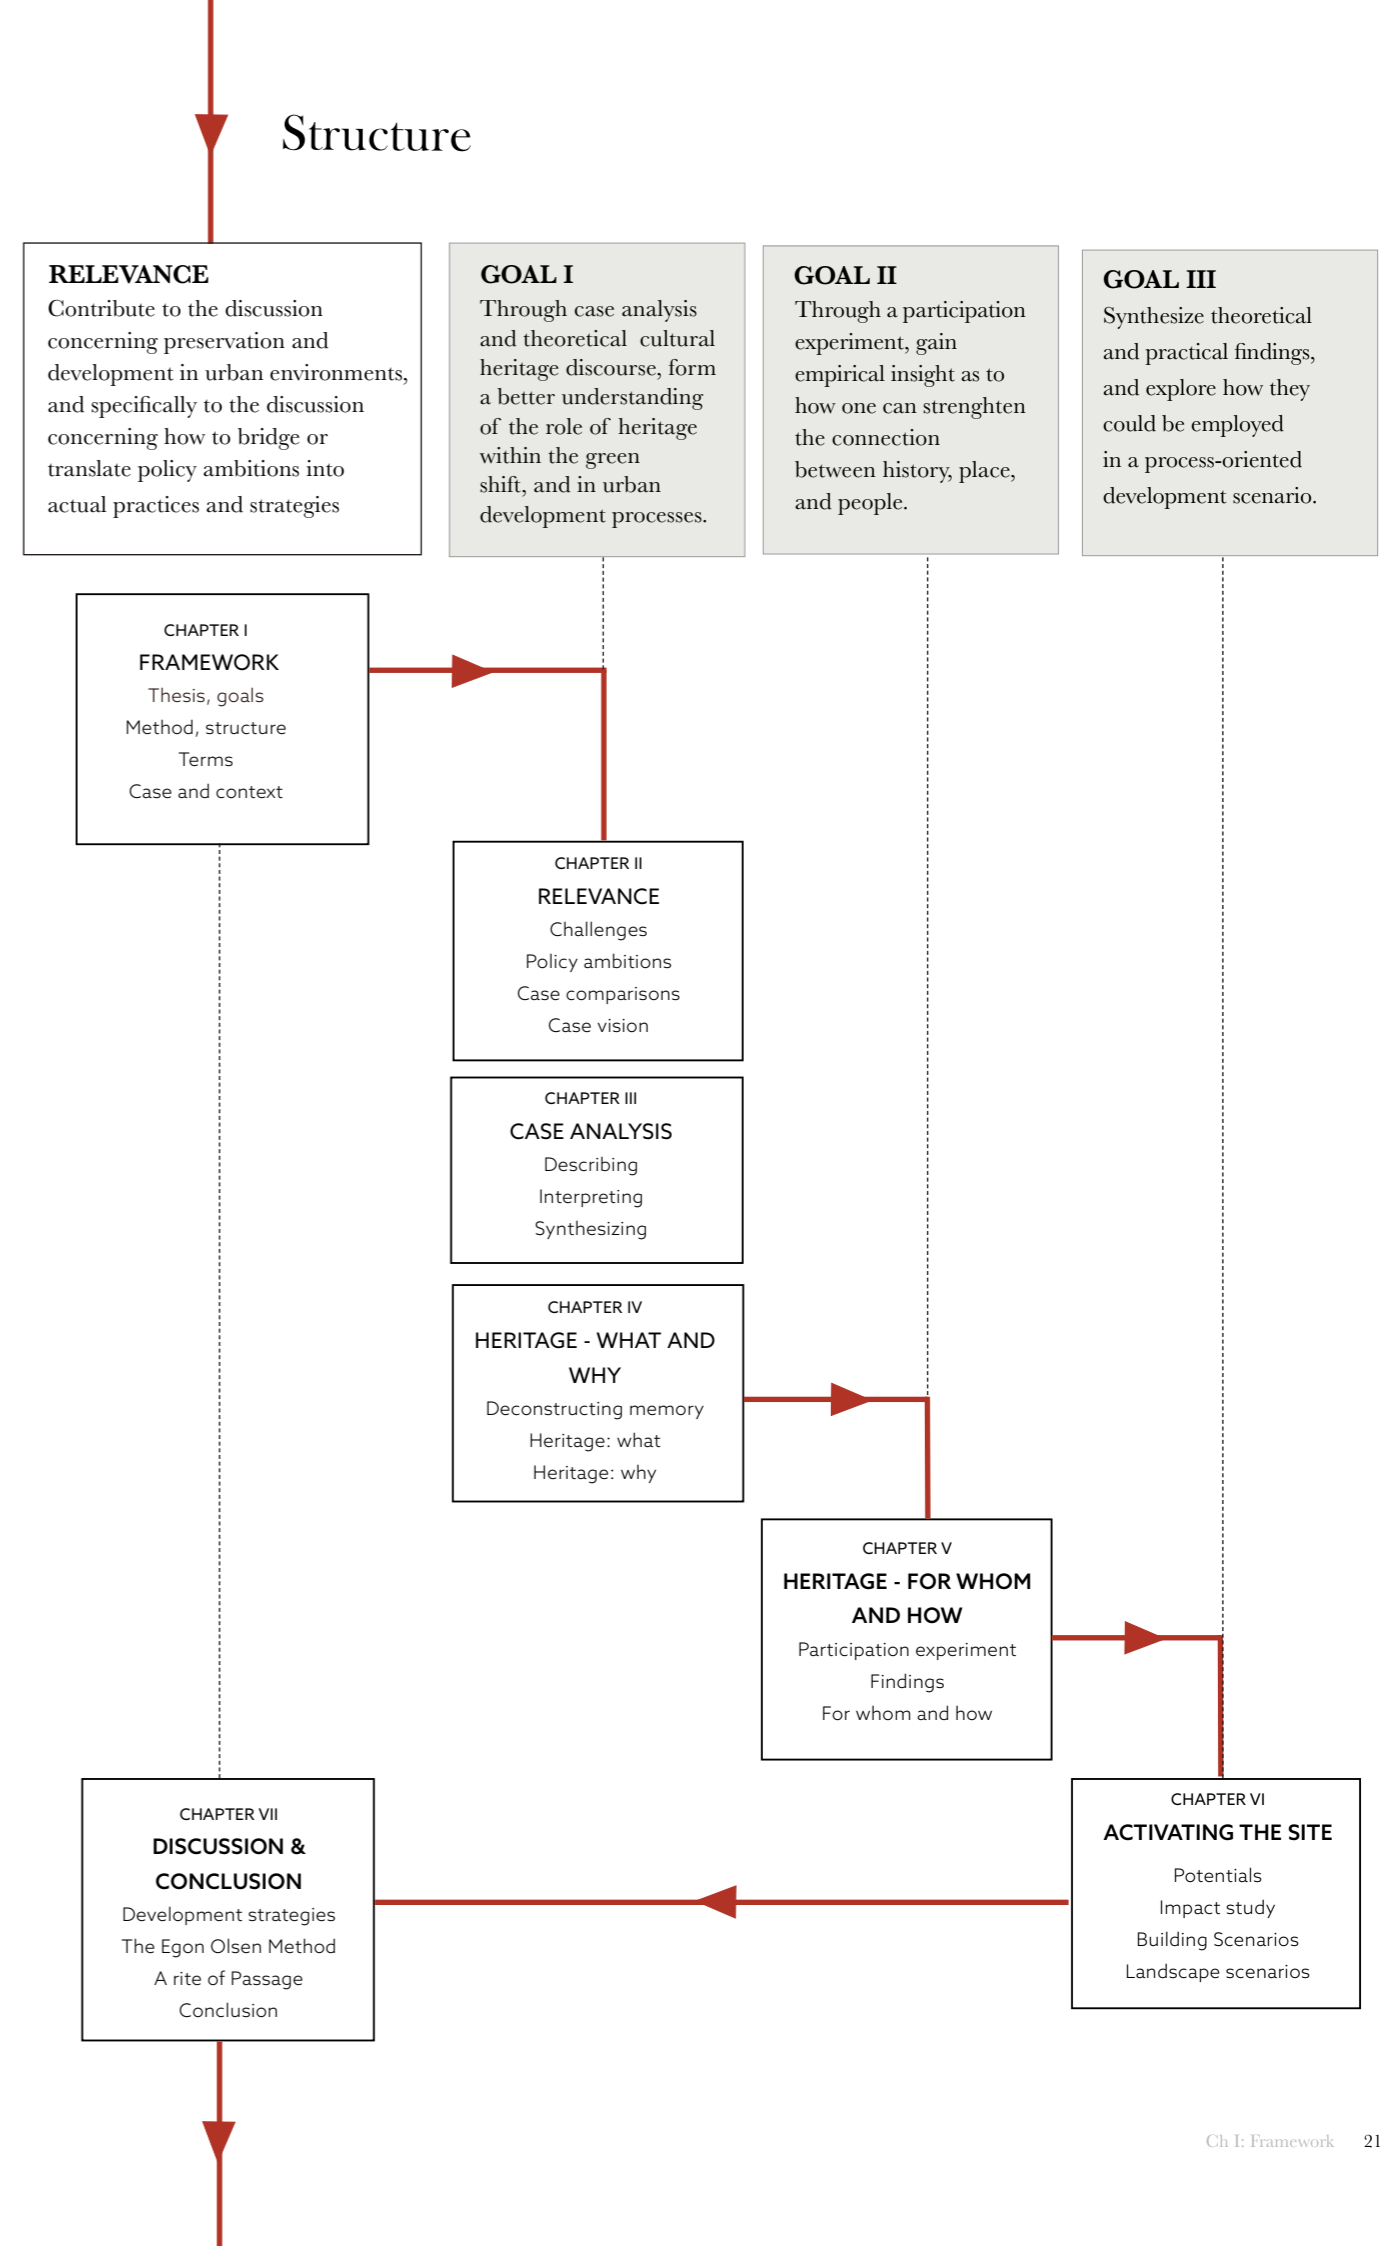 Structure
RELEVANCE
Contribute to the discussion
concerning preservation and
development in urban environments,
and specifically to the discussion
concerning how to bridge or
translate policy ambitions into
actual practices and strategies
GOAL I
Through case analysis
and theoretical cultural
heritage discourse, form
a better understanding
of the role of heritage
within the green
shift, and in urban
development processes.
GOAL II
Through a participation
experiment, gain
empirical insight as to
how one can strenghten
the connection
between history, place,
and people.
GOAL III
Synthesize theoretical
and practical findings,
and explore how they
could be employed
in a process-oriented
development scenario.
CHAPTER I
FRAMEWORK
Thesis, goals
Method, structure
Terms
Case and context
CHAPTER II
RELEVANCE
Challenges
Policy ambitions
Case comparisons
Case vision
CHAPTER III
CASE ANALYSIS
Describing
Interpreting
Synthesizing
CHAPTER IV
HERITAGE - WHAT AND
WHY
Deconstructing memory
Heritage: what
Heritage: why
CHAPTER V
HERITAGE - FOR WHOM
AND HOW
Participation experiment
Findings
For whom and how
CHAPTER VI
ACTIVATING THE SITE
Potentials
Impact study
Building Scenarios
Landscape scenarios
CHAPTER VII
DISCUSSION &
CONCLUSION
Development strategies
The Egon Olsen Method
A rite of Passage
Conclusion
Ch I: Framework 21